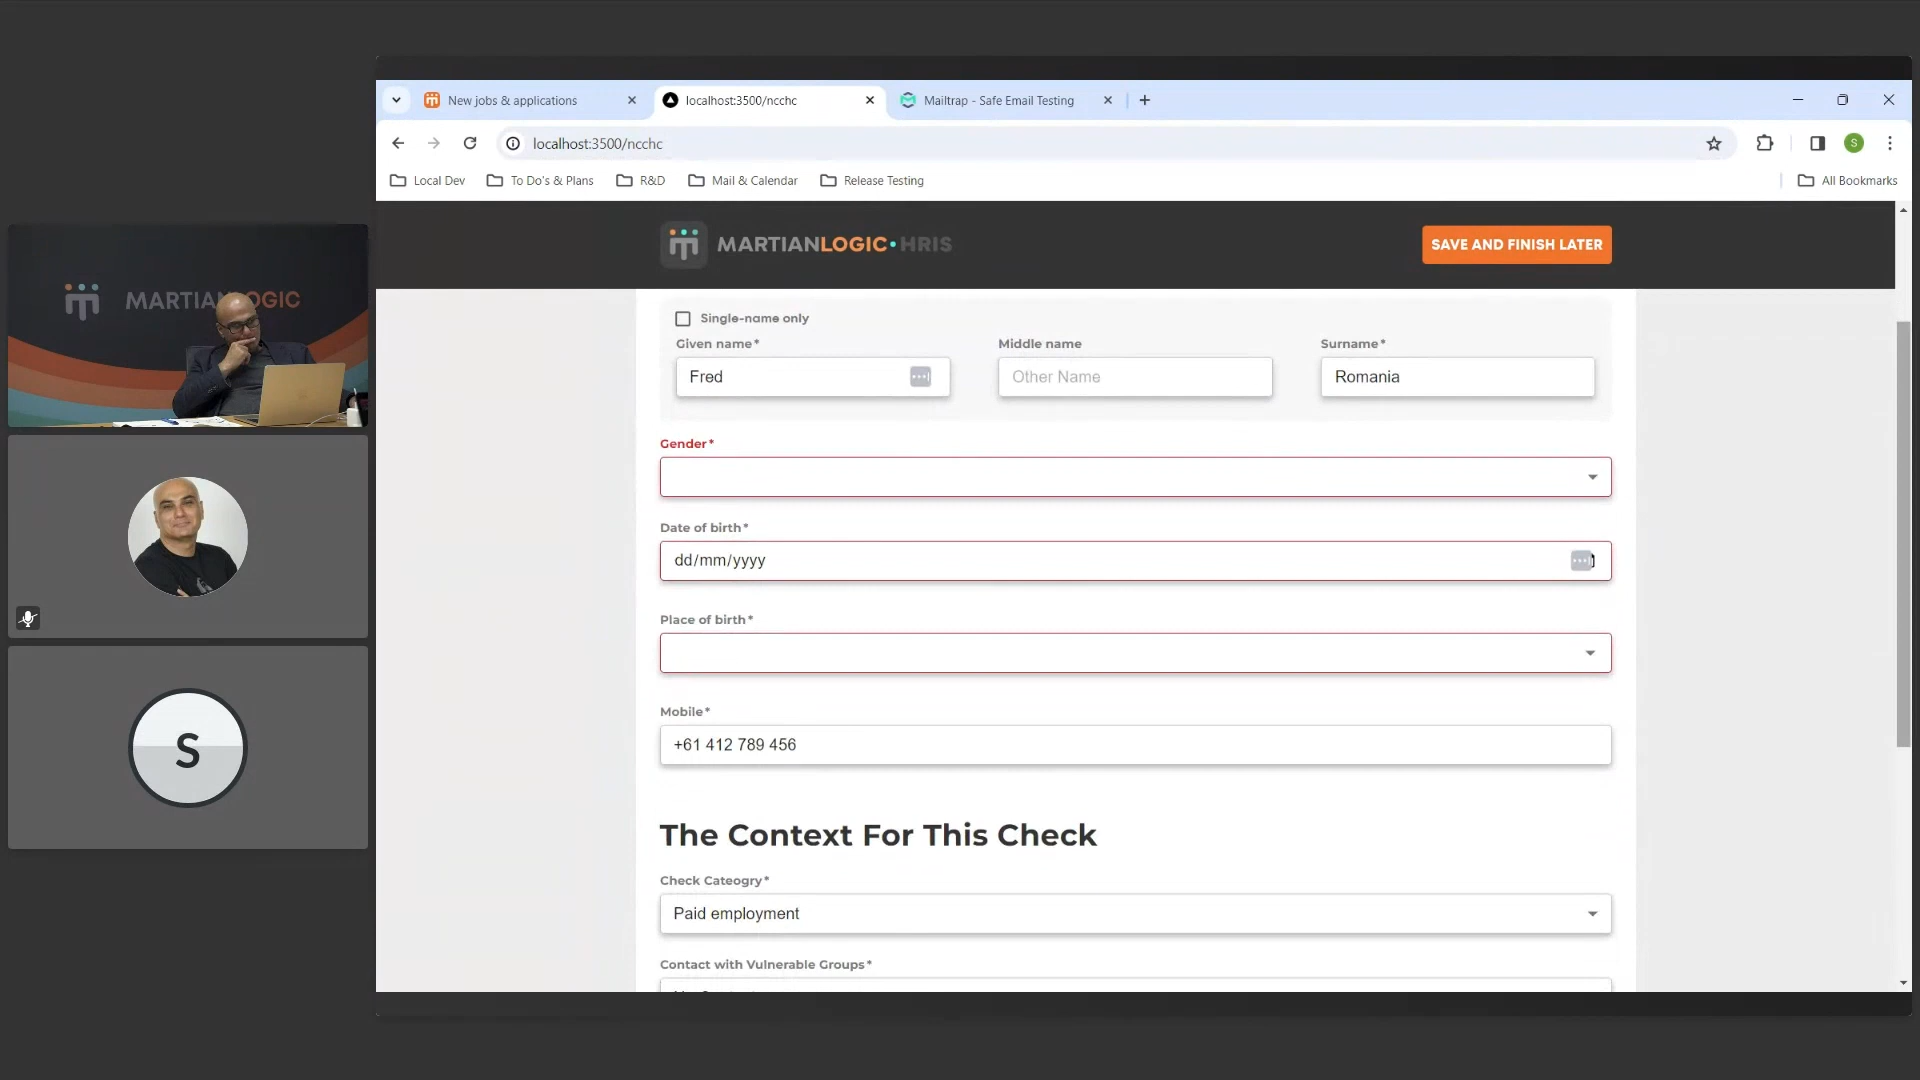 New jobs & applications
localhost:3500/ncchc
Mailtrap - Safe Email Testing
localhost:3500/ncchc
S
Local Dev
To Do's & Plans
R&D
Mail & Calendar
Release Testing
All Bookmarks
MARTIANLOGIC•HRIS
SAVE AND FINISH LATER
MARTIANLOGIC
Single-name only
Given name*
Middle name
Surname*
Fred
Other Name
Romania
Gender*
Date of birth*
dd/mm/yyyy
Place of birth*
Mobile*
+61 412 789 456
S
The Context For This Check
Check Cateogry*
Paid employment
Contact with Vulnerable Groups*